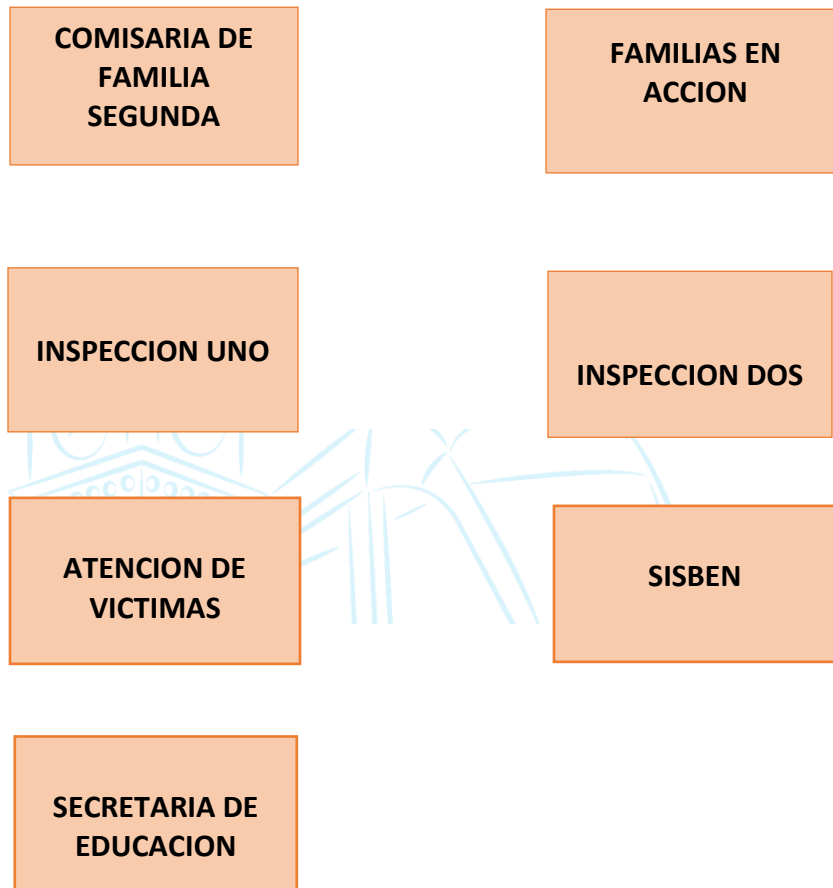 COMISARIA DE
FAMILIA
SEGUNDA
FAMILIAS EN
ACCION
INSPECCION UNO
INSPECCION DOS
ATENCION DE
VICTIMAS
SISBEN
SECRETARIA DE
EDUCACION